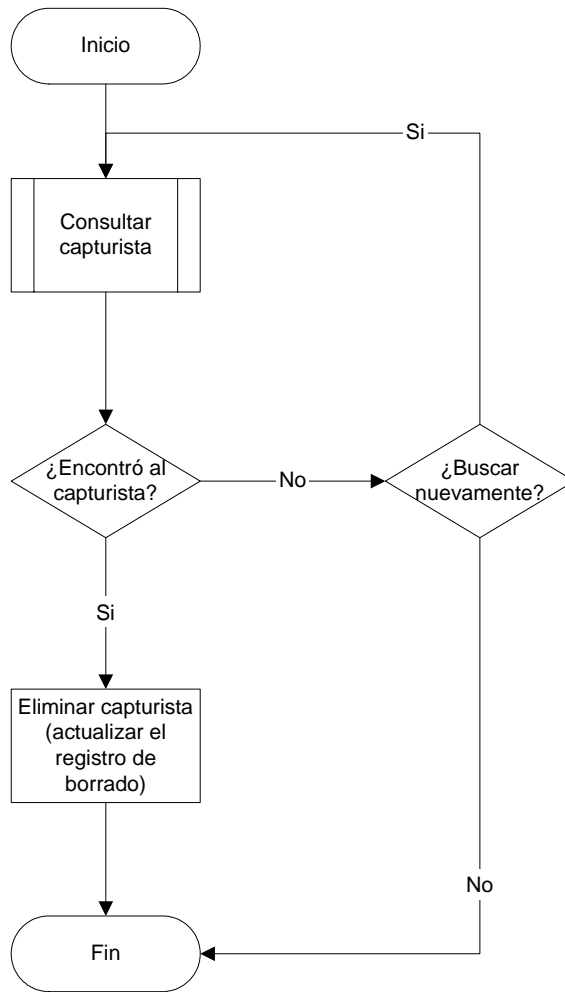 Inicio
Si
Consultar
capturista
¿Encontró al
capturista?
No
¿Buscar
nuevamente?
Si
Eliminar capturista
(actualizar el
registro de
borrado)
No
Fin